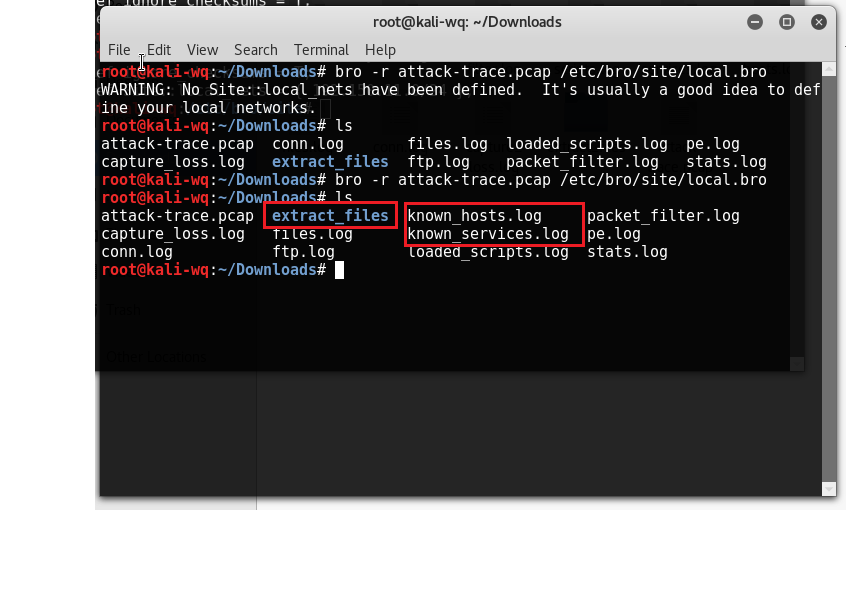 root@kali-wq: ~/Downloads
File Edit View Search Terminal Help
root@kali-wq:~/Downloads# bro -r attack-trace.pcap /etc/bro/site/local.bro
WARNING: No Site::local_nets have been defined.  It's usually a good idea to def
ine your local networks.
root@kali-wq:~/Downloads# ls
attack-trace.pcap  conn.log       files.log  loaded_scripts.log  pe.log
capture_loss.log   extract_files  ftp.log    packet_filter.log   stats.log
root@kali-wq:~/Downloads# bro -r attack-trace.pcap /etc/bro/site/local.bro
root@kali-wq:~/Downloads# ls
attack-trace.pcap  extract_files  known_hosts.log     packet_filter.log
capture_loss.log   files.log      known_services.log  pe.log
conn.log           ftp.log        loaded_scripts.log  stats.log
root@kali-wq:~/Downloads#
Trash
Other Locations